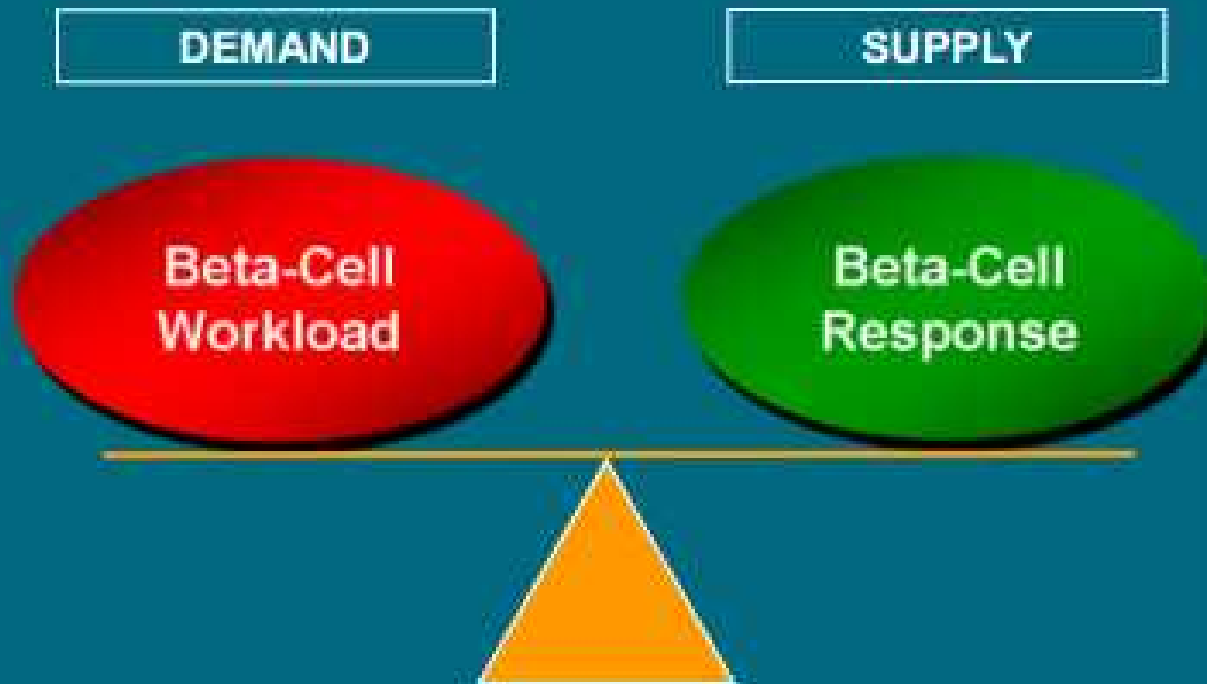 DEMAND
SUPPLY
Beta-Cell
Workload
Beta-Cell
Response